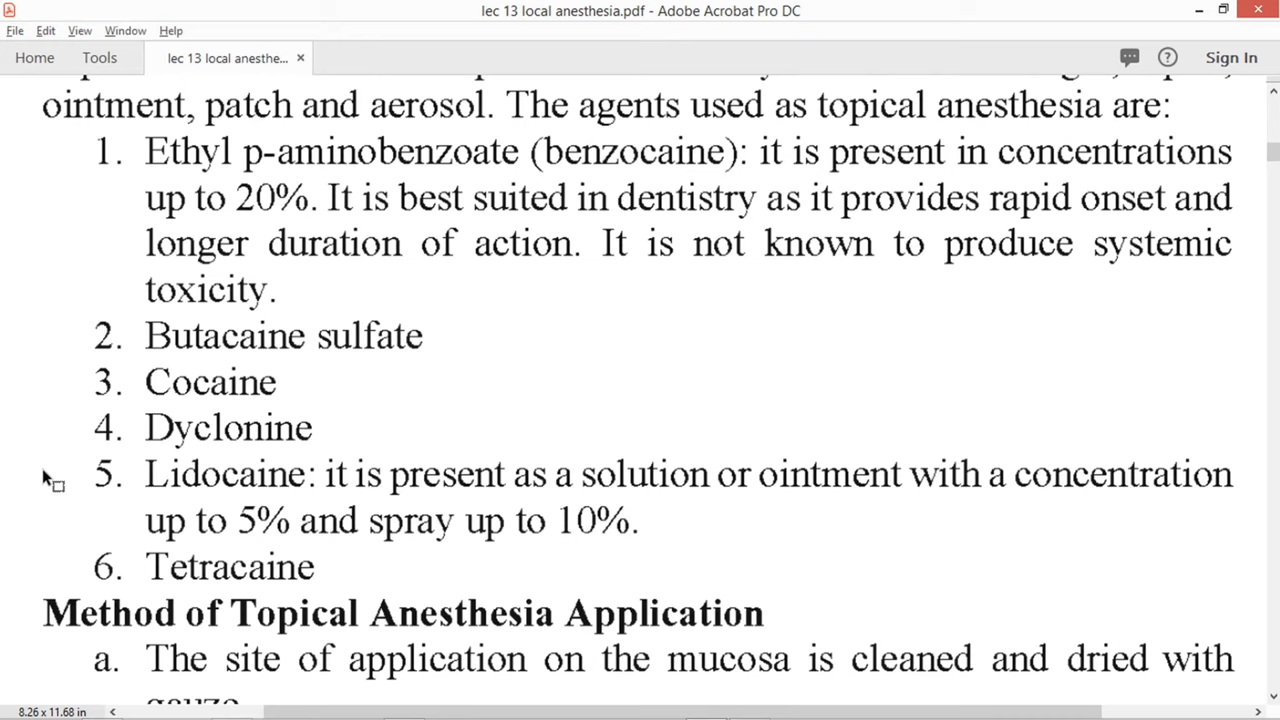 lec 13 local anesthesia.pdf - Adobe Acrobat Pro DC
File Edit View Window Help
Home Tools lec 13 local anesthe... × Sign In
ointment, patch and aerosol. The agents used as topical anesthesia are:
1. Ethyl p-aminobenzoate (benzocaine): it is present in concentrations
up to 20%. It is best suited in dentistry as it provides rapid onset and
longer duration of action. It is not known to produce systemic
toxicity.
2. Butacaine sulfate
3. Cocaine
4. Dyclonine
5. Lidocaine: it is present as a solution or ointment with a concentration
up to 5% and spray up to 10%.
6. Tetracaine
Method of Topical Anesthesia Application
a. The site of application on the mucosa is cleaned and dried with
gauze
8.26 x 11.68 in